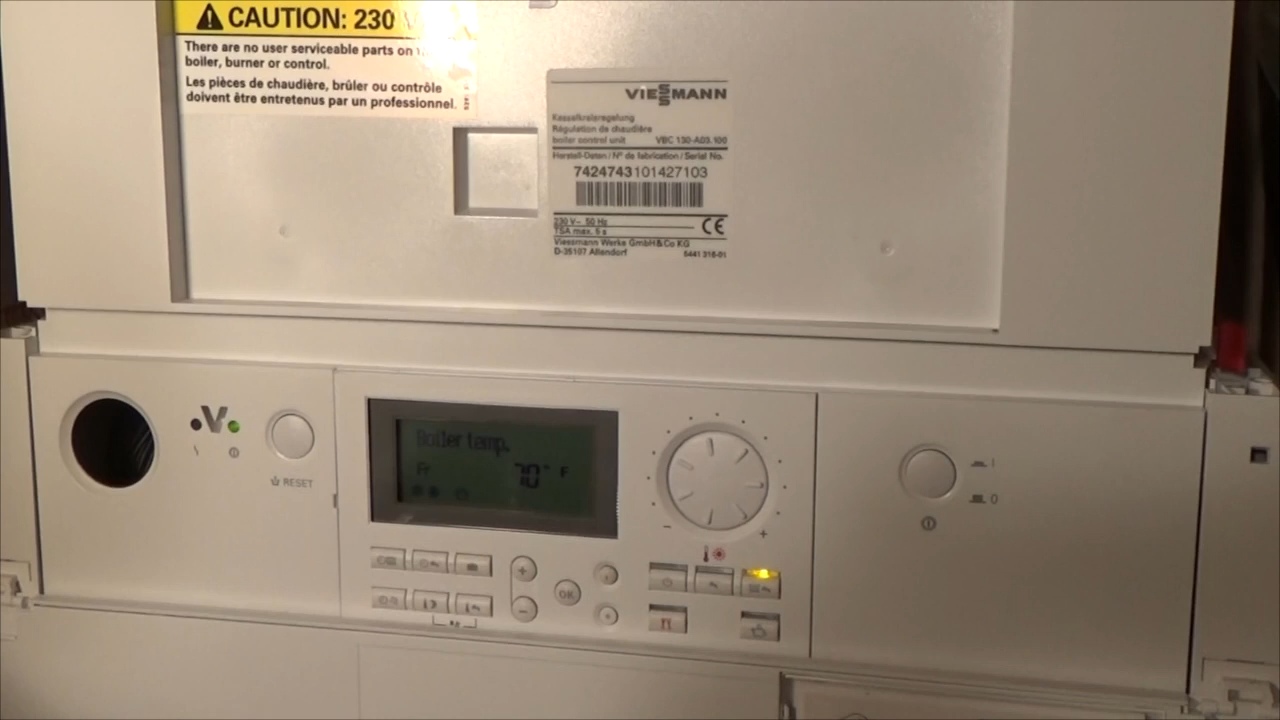 CAUTION: 230 V
There are no user serviceable parts on
boiler, burner or control.
Les pièces de chaudière, brûler ou contrôle
doivent être entretenus par un professionnel.
VIESSMANN
Kesselkreisregelung
Régulation de chaudière
boiler control unit VBC 130-A03.100
Herstell-Daten / N° de fabrication / Serial No.
7424743101427103
230 V~ 50 Hz
TSA max. 5 s
CE
Viessmann Werke GmbH&Co KG
D-35107 Allendorf 5441 316-01
V
RESET
Boiler temp.
Fr 70° F
- +
+
OK
-
I
0